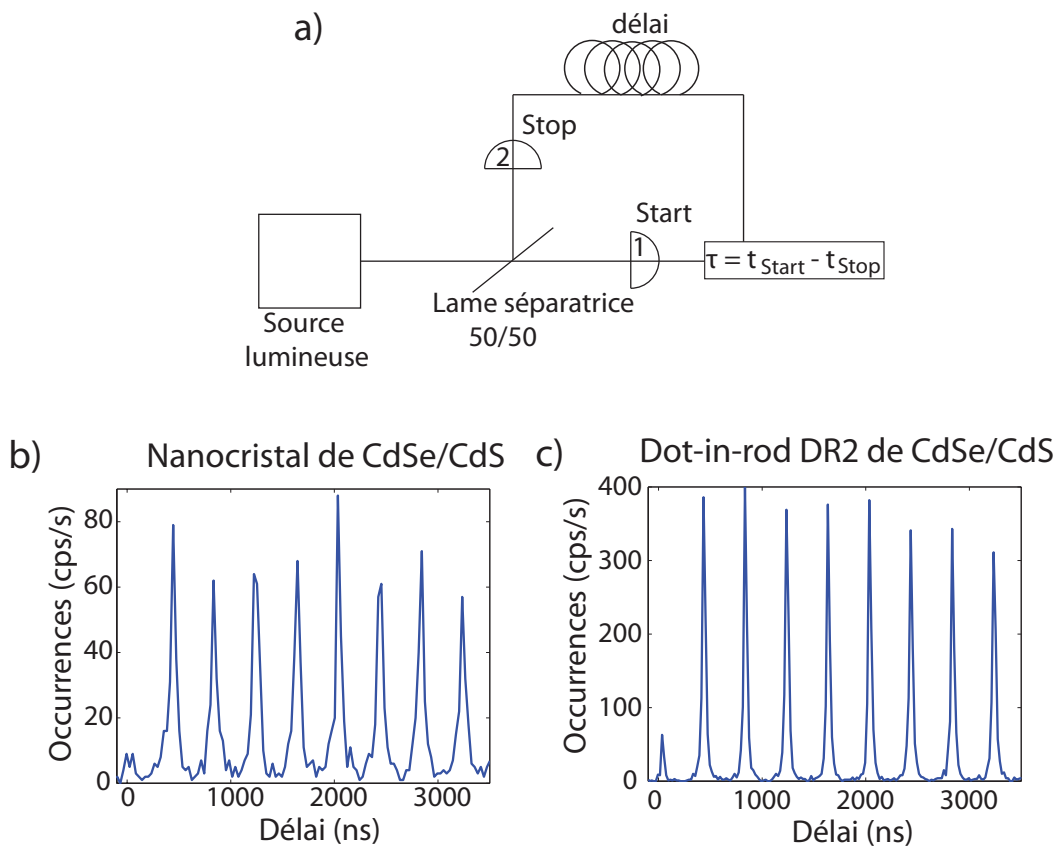 a)
délai
Stop
2
Start
1
τ = t Start - t Stop
Lame séparatrice
50/50
Source
lumineuse
b)
Nanocristal de CdSe/CdS
80
60
40
20
0
Occurrences (cps/s)
0
1000
2000
3000
Délai (ns)
c)
Dot-in-rod DR2 de CdSe/CdS
400
300
200
100
0
Occurrences (cps/s)
0
1000
2000
3000
Délai (ns)